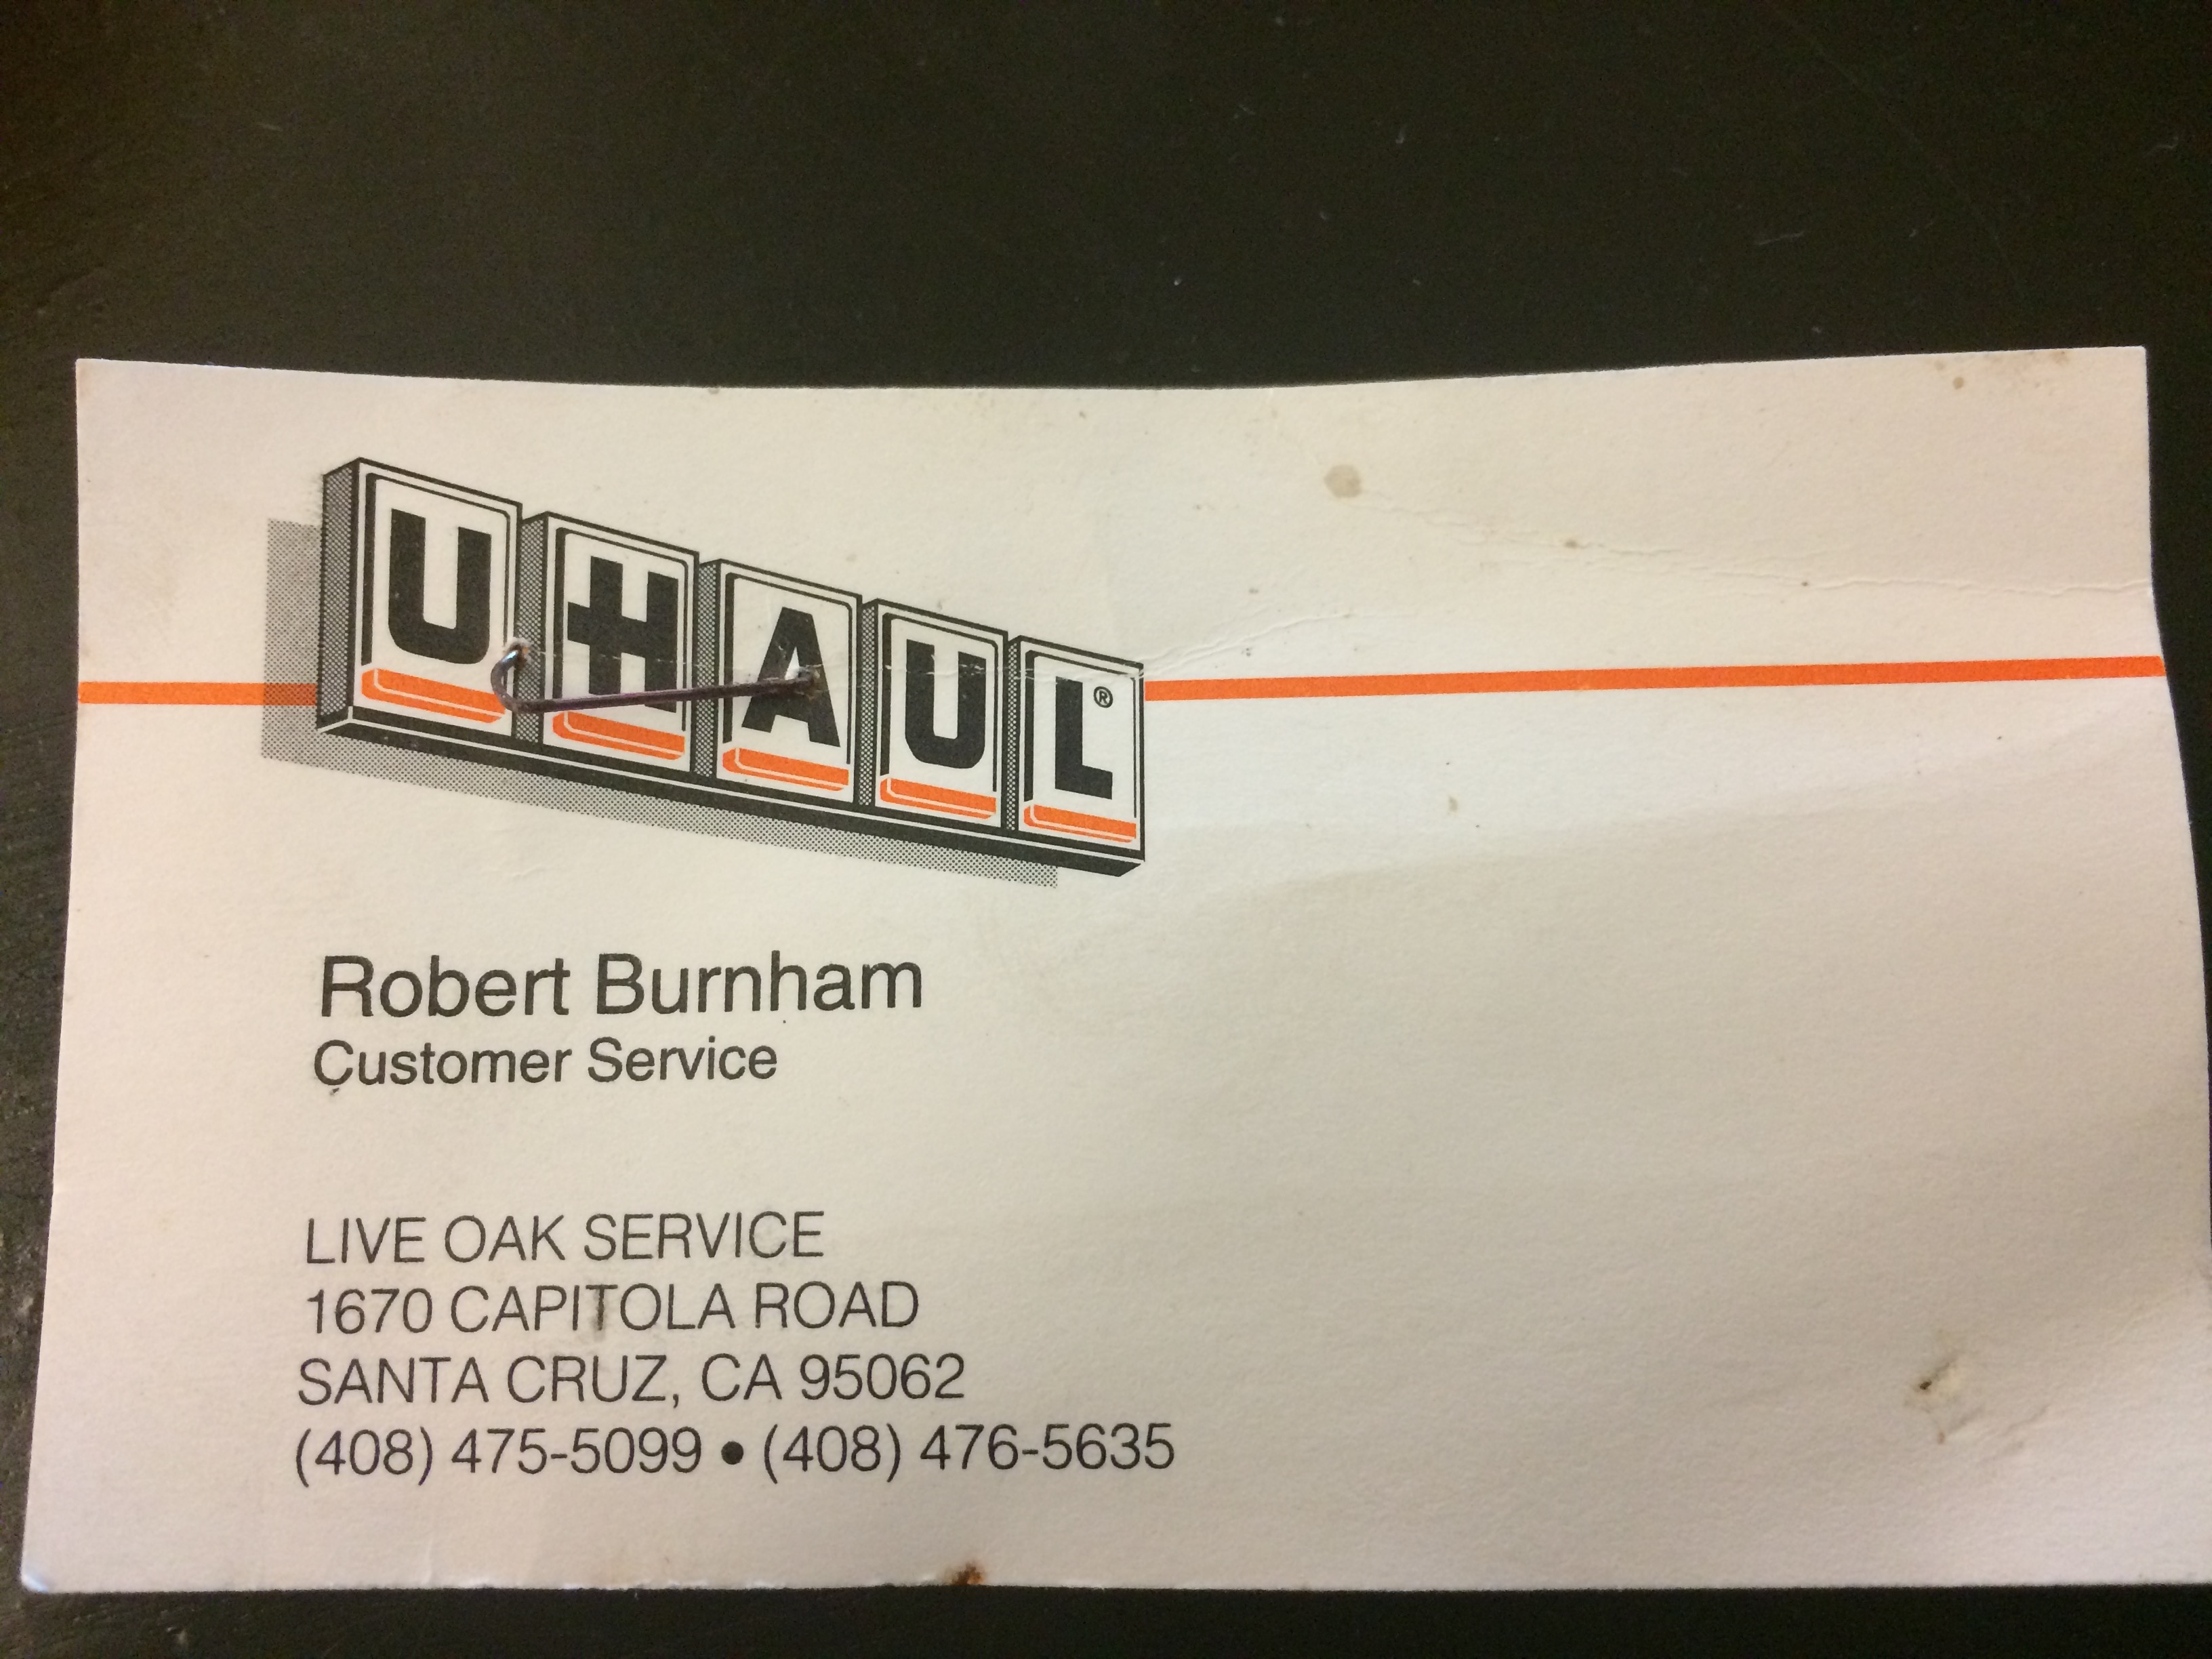 UHAUL®
Robert Burnham
Customer Service
LIVE OAK SERVICE
1670 CAPITOLA ROAD
SANTA CRUZ, CA 95062
(408) 475-5099 • (408) 476-5635